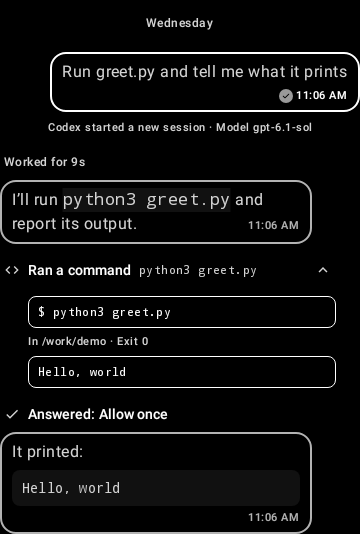 Wednesday
Run greet.py and tell me what it prints
11:06 AM
Codex started a new session · Model gpt-6.1-sol
Worked for 9s
I'll run python3 greet.py and
report its output.
11:06 AM
Ran a command python3 greet.py
$ python3 greet.py
In /work/demo · Exit 0
Hello, world
Answered: Allow once
It printed:
Hello, world
11:06 AM